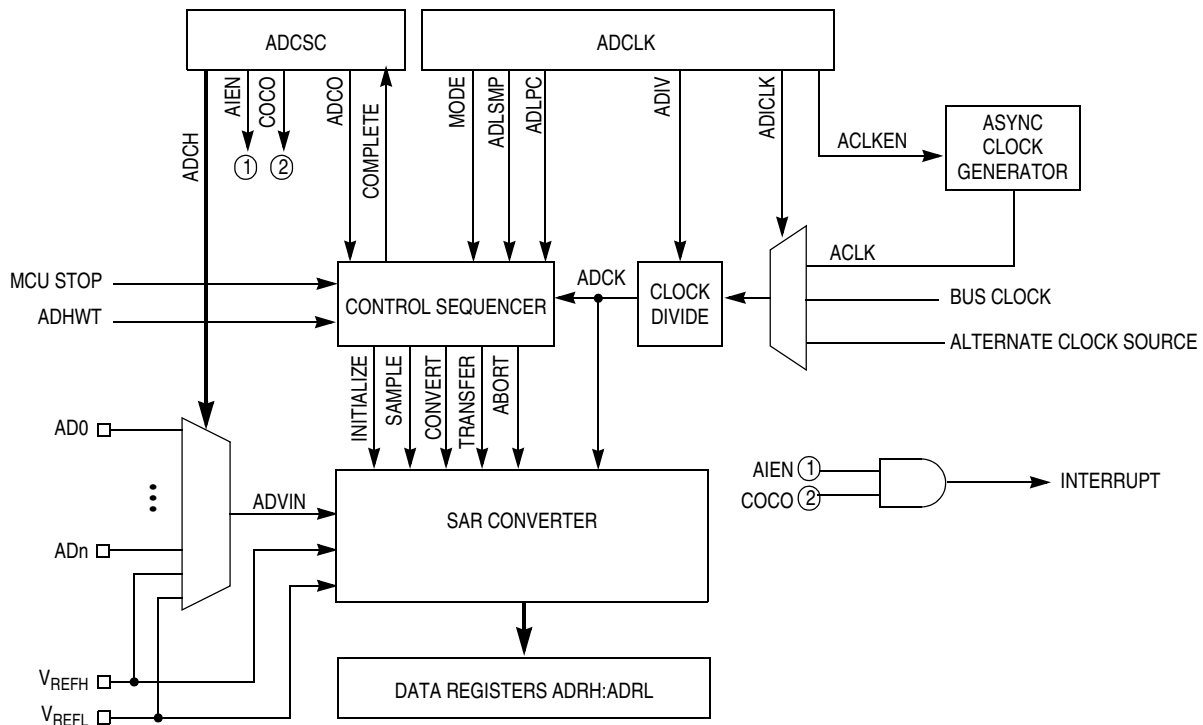 ADCSC
ADCLK
ADCH
AIEN
COCO
ADCO
COMPLETE
MODE
ADLSMP
ADLPC
ADIV
ADICLK
ACLKEN
ASYNC
CLOCK
GENERATOR
1
2
MCU STOP
ADHWT
CONTROL SEQUENCER
ADCK
CLOCK
DIVIDE
ACLK
BUS CLOCK
ALTERNATE CLOCK SOURCE
INITIALIZE
SAMPLE
CONVERT
TRANSFER
ABORT
AD0
•••
ADn
ADVIN
SAR CONVERTER
AIEN 1
COCO 2
INTERRUPT
VREFH
VREFL
DATA REGISTERS ADRH:ADRL